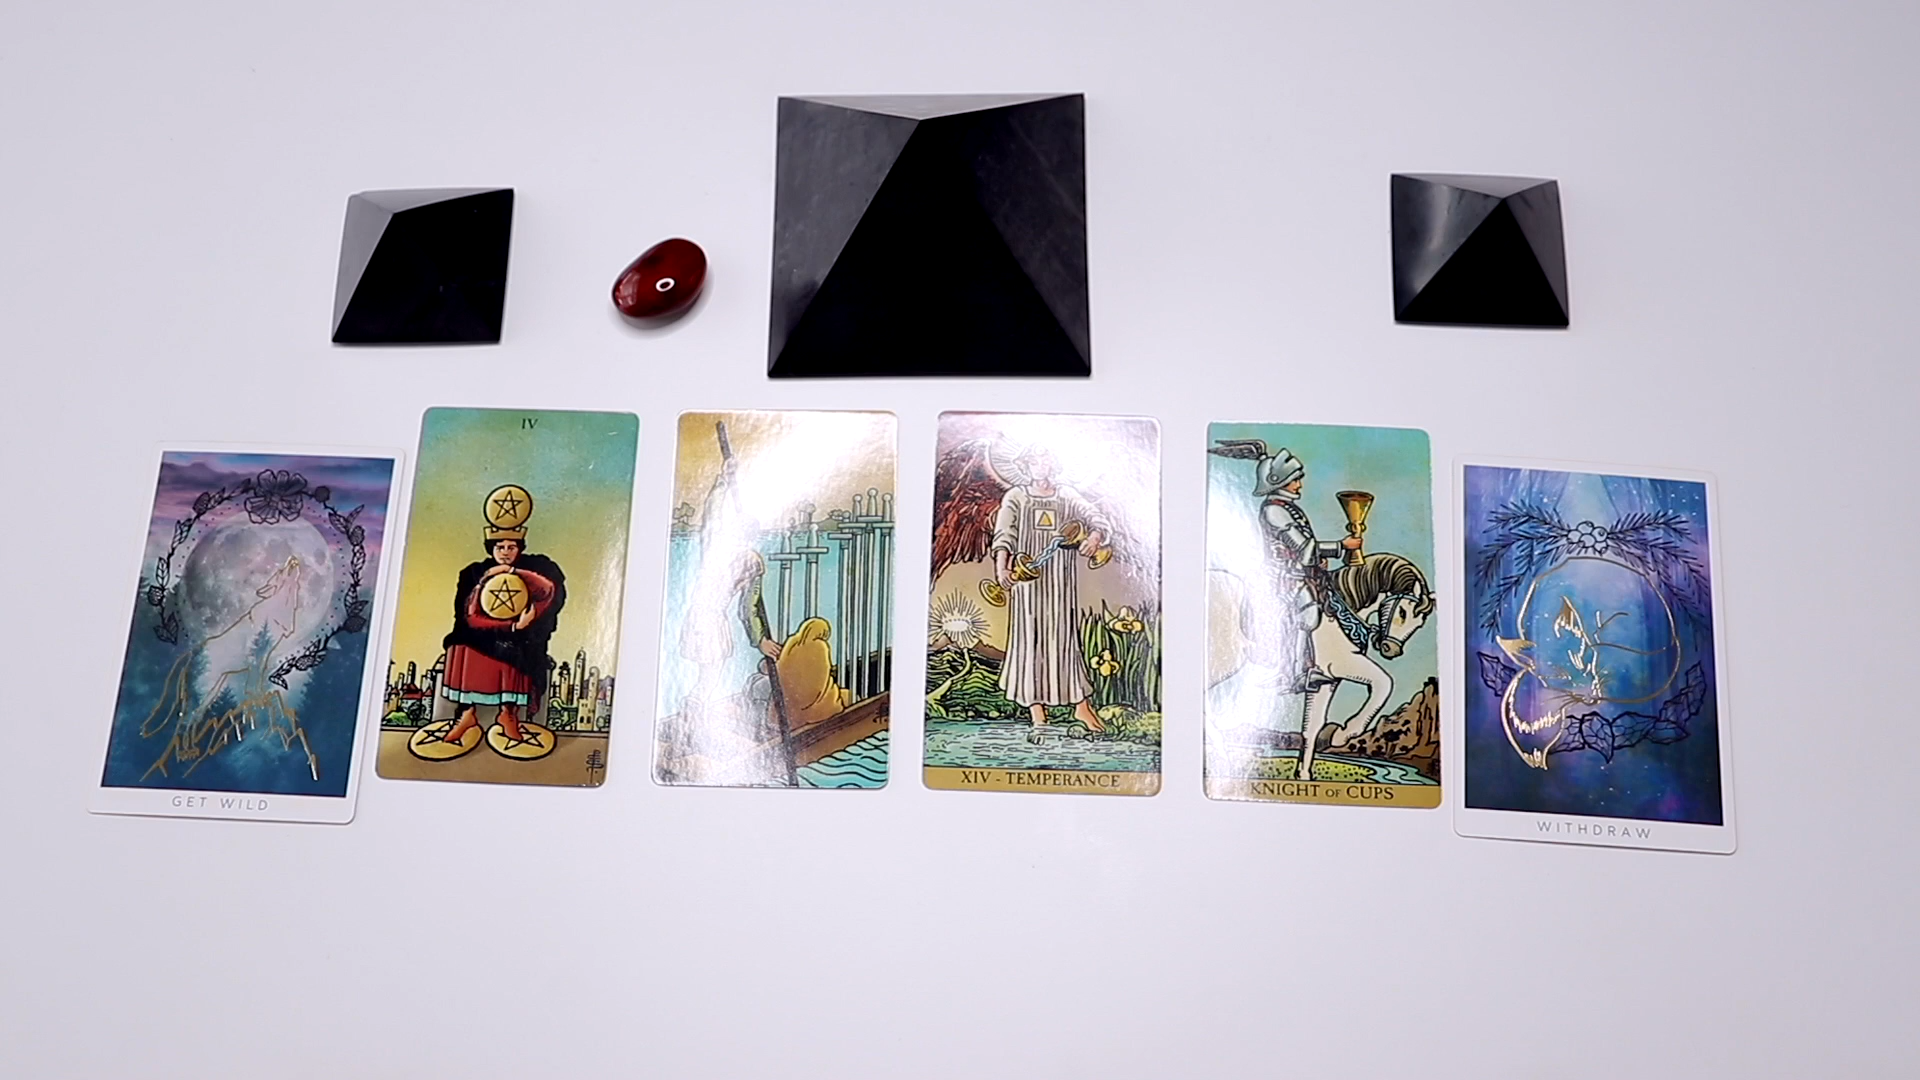 GET WILD
IV
XIV - TEMPERANCE
KNIGHT OF CUPS
WITHDRAW